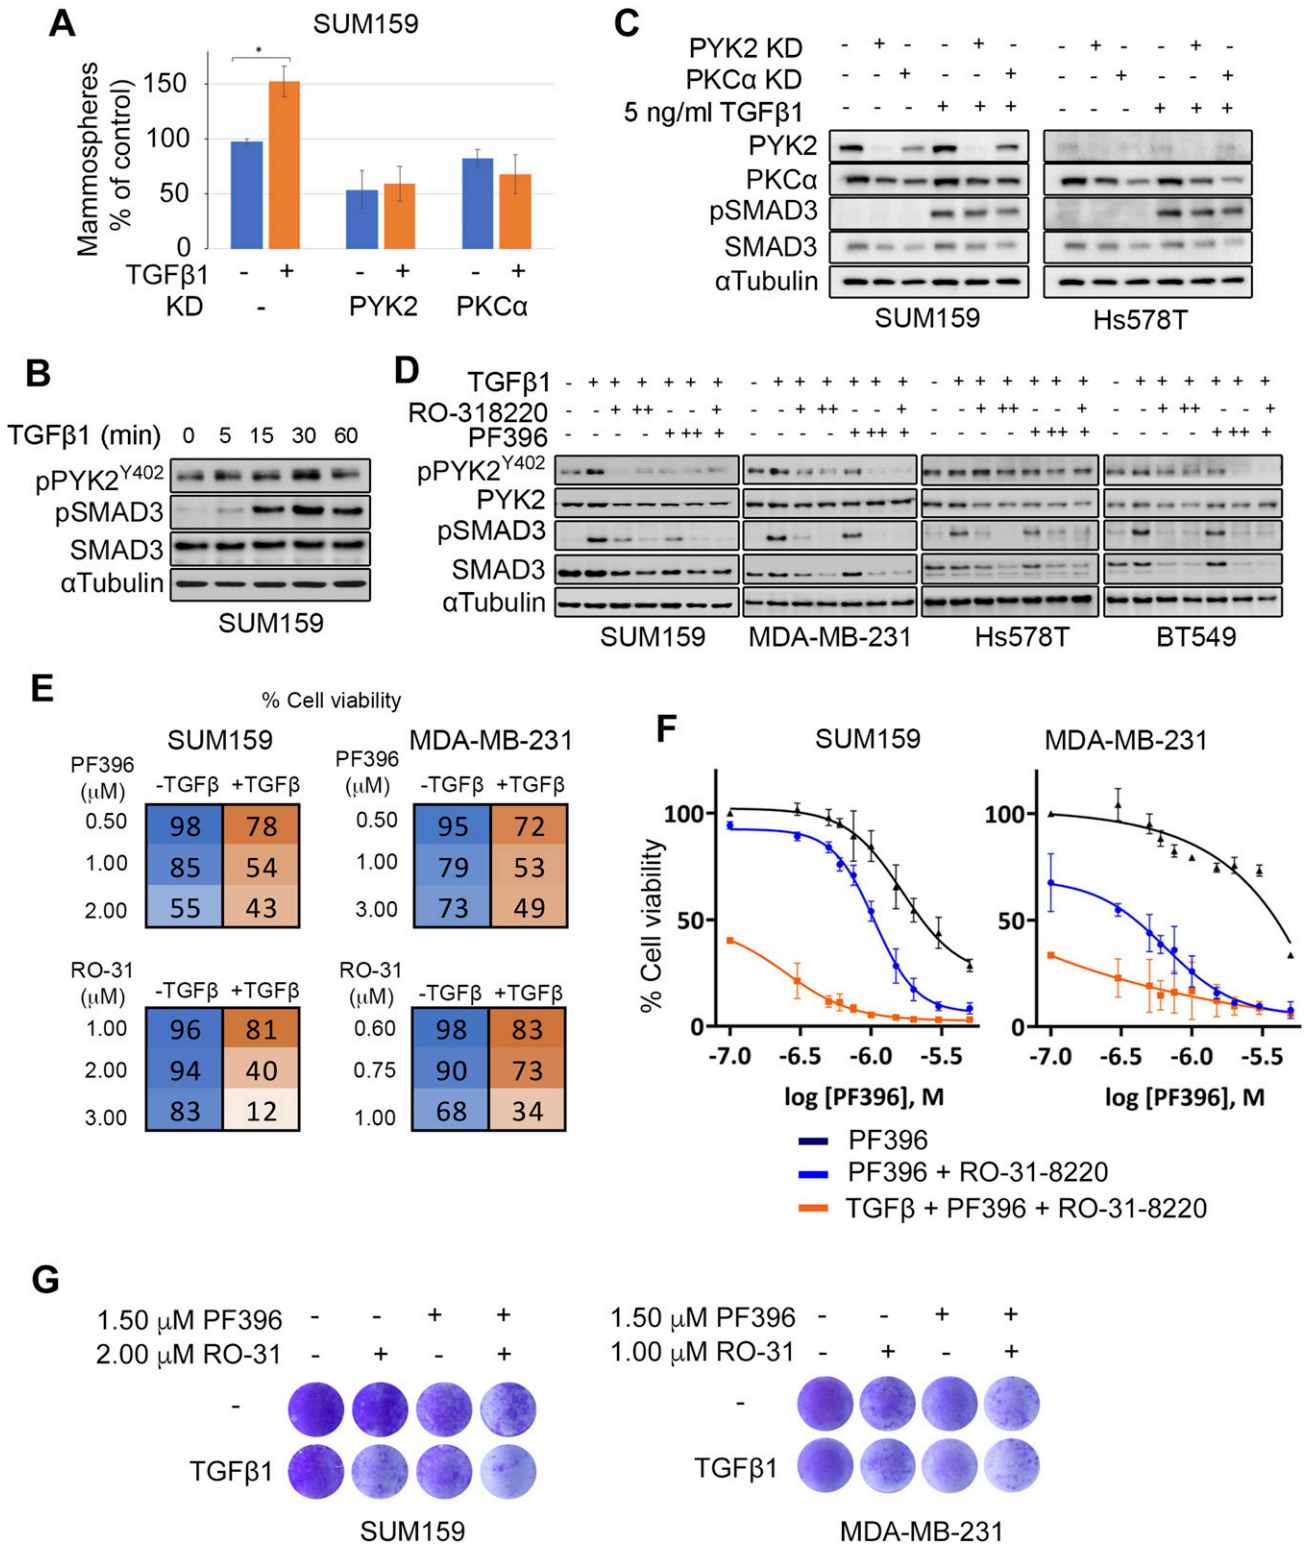 A
SUM159
Mammospheres
% of control)
150
100
50
0
TGFβ1 - + - + - +
KD - PYK2 PKCα
C
PYK2 KD - + - - + - - + - - + -
PKCα KD - - + - - + - - + - - +
5 ng/ml TGFβ1 - - - + + + - - - + + +
PYK2
PKCα
pSMAD3
SMAD3
αTubulin
SUM159 Hs578T
B
TGFβ1 (min) 0 5 15 30 60
pPYK2Y402
pSMAD3
SMAD3
αTubulin
SUM159
D
TGFβ1 - + + + + + + - + + + + + + - + + + + + + - + + + + + +
RO-318220 - - + ++ - - + - - + ++ - - + - - + ++ - - + - - + ++ - - +
PF396 - - - - + ++ + - - - - + ++ + - - - - + ++ + - - - - + ++ +
pPYK2Y402
PYK2
pSMAD3
SMAD3
αTubulin
SUM159 MDA-MB-231 Hs578T BT549
E
% Cell viability
SUM159 MDA-MB-231
PF396 (μM) -TGFβ +TGFβ PF396 (μM) -TGFβ +TGFβ
0.50 98 78 0.50 95 72
1.00 85 54 1.00 79 53
2.00 55 43 3.00 73 49
RO-31 (μM) -TGFβ +TGFβ RO-31 (μM) -TGFβ +TGFβ
1.00 96 81 0.60 98 83
2.00 94 40 0.75 90 73
3.00 83 12 1.00 68 34
F
SUM159 MDA-MB-231
% Cell viability
100 100
50 50
0 0
-7.0 -6.5 -6.0 -5.5 -7.0 -6.5 -6.0 -5.5
log [PF396], M log [PF396], M
PF396
PF396 + RO-31-8220
TGFβ + PF396 + RO-31-8220
G
1.50 μM PF396 - - + + 1.50 μM PF396 - - + +
2.00 μM RO-31 - + - + 1.00 μM RO-31 - + - +
- -
TGFβ1 TGFβ1
SUM159 MDA-MB-231